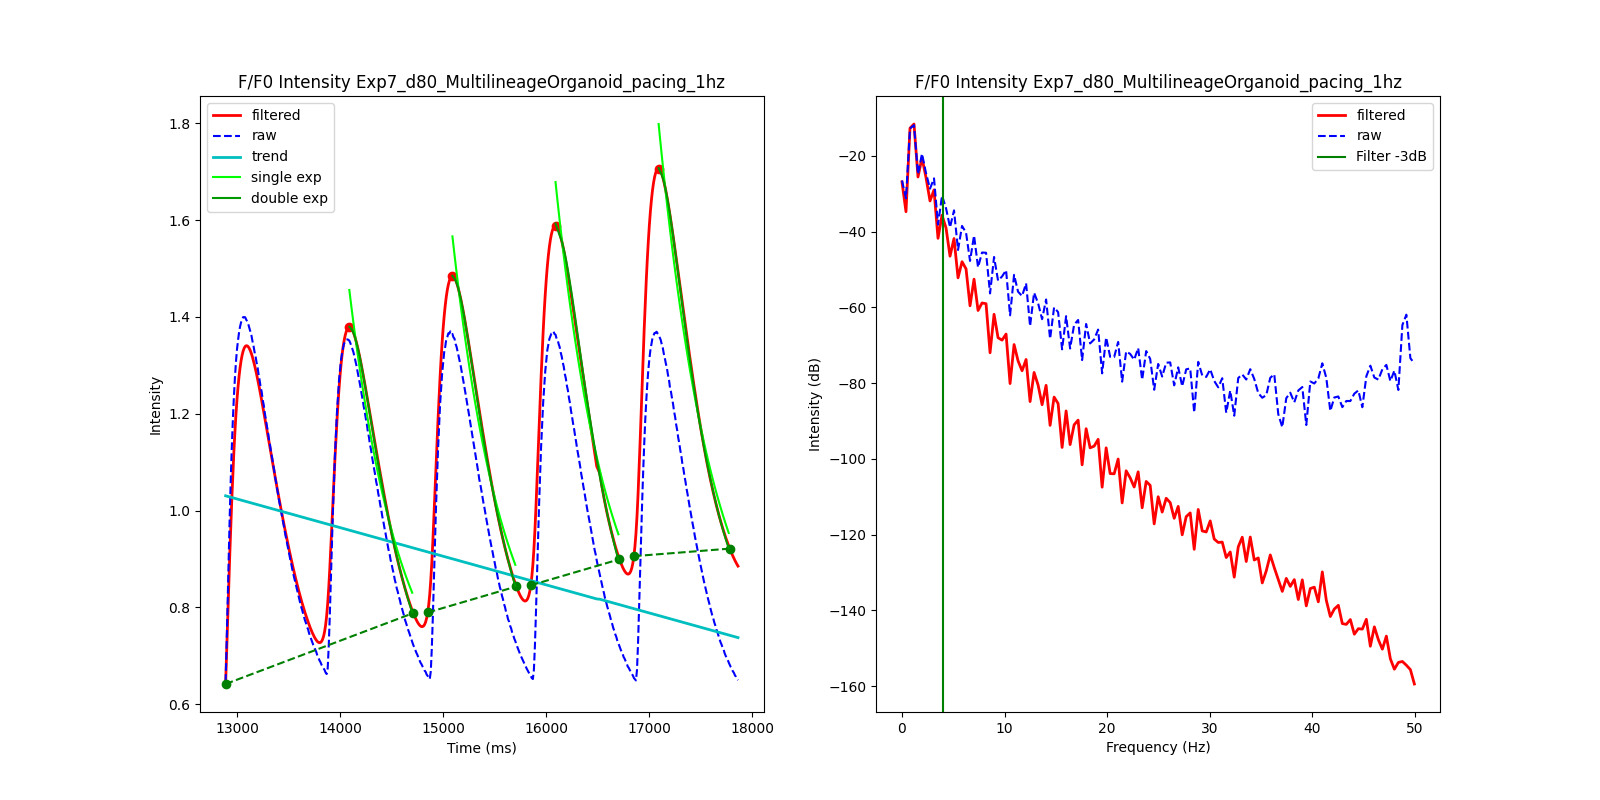 F/F0 Intensity Exp7_d80_MultilineageOrganoid_pacing_1hz
filtered
raw
trend
single exp
double exp
1.8
1.6
1.4
1.2
1.0
0.8
0.6
Intensity
13000 14000 15000 16000 17000 18000
Time (ms)
F/F0 Intensity Exp7_d80_MultilineageOrganoid_pacing_1hz
filtered
raw
Filter -3dB
−20
−40
−60
−80
−100
−120
−140
−160
Intensity (dB)
0 10 20 30 40 50
Frequency (Hz)